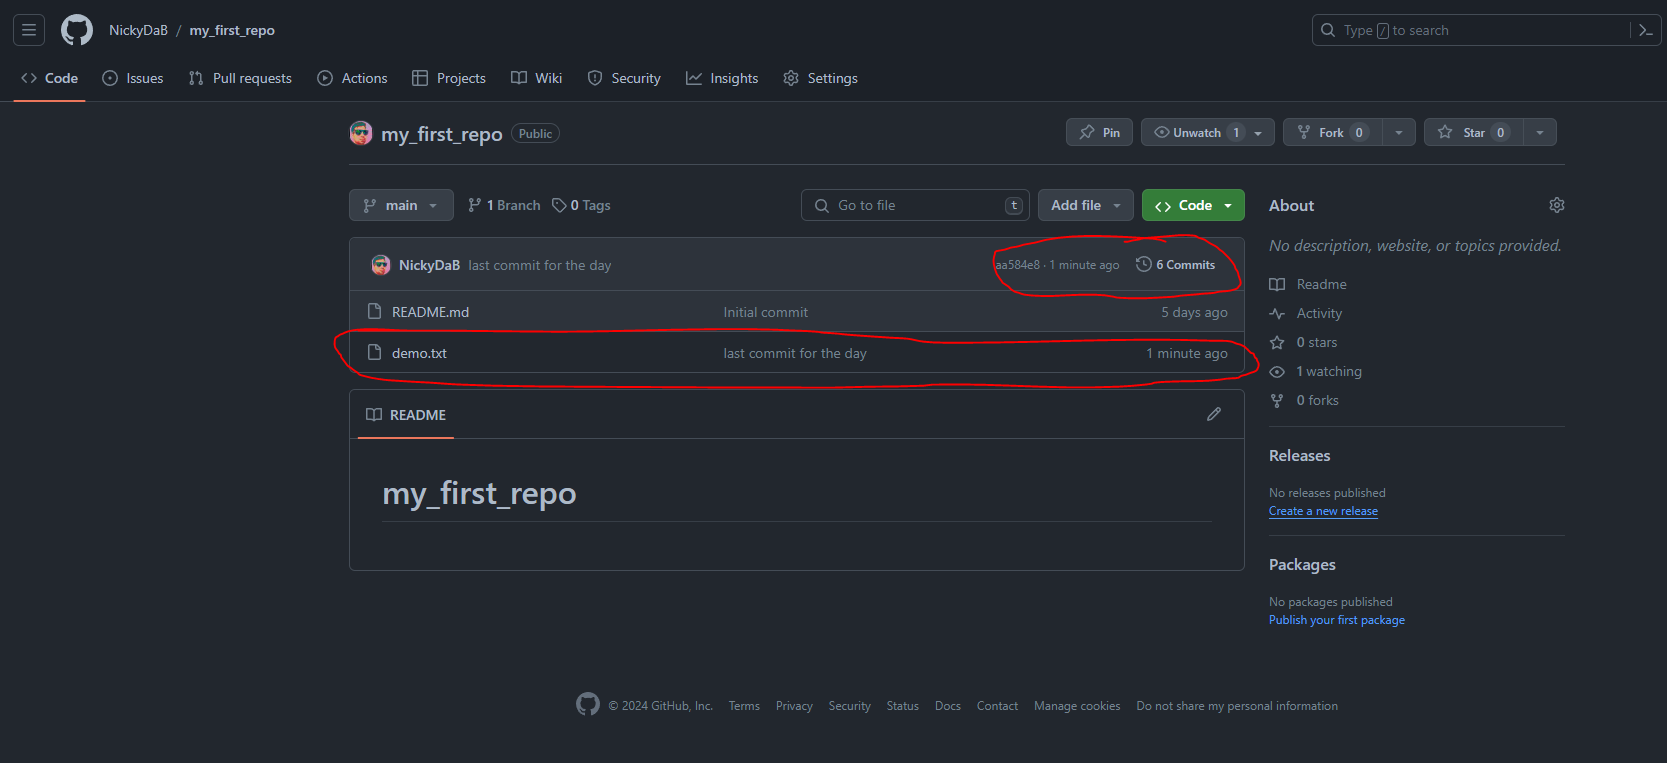 NickyDaB / my_first_repo
Type / to search
Code Issues Pull requests Actions Projects Wiki Security Insights Settings
my_first_repo Public
Pin Unwatch 1 Fork 0 Star 0
main 1 Branch 0 Tags Go to file t Add file Code
NickyDaB last commit for the day aa584e8 · 1 minute ago 6 Commits
README.md Initial commit 5 days ago
demo.txt last commit for the day 1 minute ago
README
my_first_repo
About
No description, website, or topics provided.
Readme
Activity
0 stars
1 watching
0 forks
Releases
No releases published
Create a new release
Packages
No packages published
Publish your first package
© 2024 GitHub, Inc. Terms Privacy Security Status Docs Contact Manage cookies Do not share my personal information